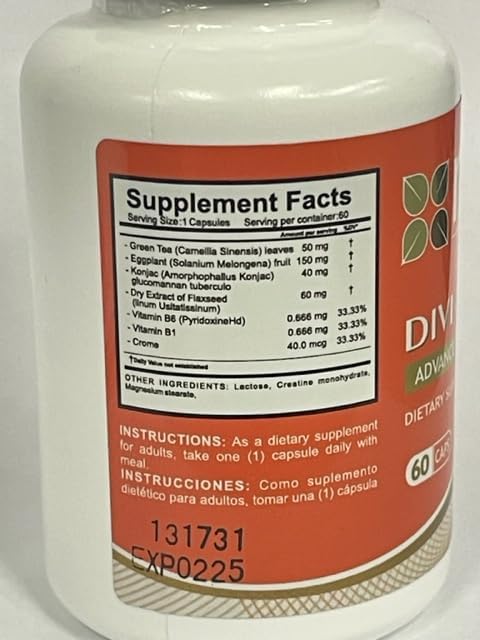 Supplement Facts
Serving Size:1 Capsules Serving per container:60
Amount per serving %DV*
- Green Tea (Camellia Sinensis) leaves 50 mg †
- Eggplant (Solanium Melongena) fruit 150 mg †
- Konjac (Amorphophallus Konjac) 40 mg †
glucomannan tuberculo
- Dry Extract of Flaxseed 60 mg †
(linum Usitatissinum)
- Vitamin B6 (PyridoxineHd) 0.666 mg 33.33%
- Vitamin B1 0.666 mg 33.33%
- Crome 40.0 mcg 33.33%
†Daily Value not established
OTHER INGREDIENTS: Lactose, Creatine monohydrate,
Magnesium stearate,
INSTRUCTIONS: As a dietary supplement
for adults, take one (1) capsule daily with
meal.
INSTRUCCIONES: Como suplemento
dietético para adultos, tomar una (1) cápsula
131731
EXP0225
DIVI
ADVANC
DIETARY S
60 CAPS